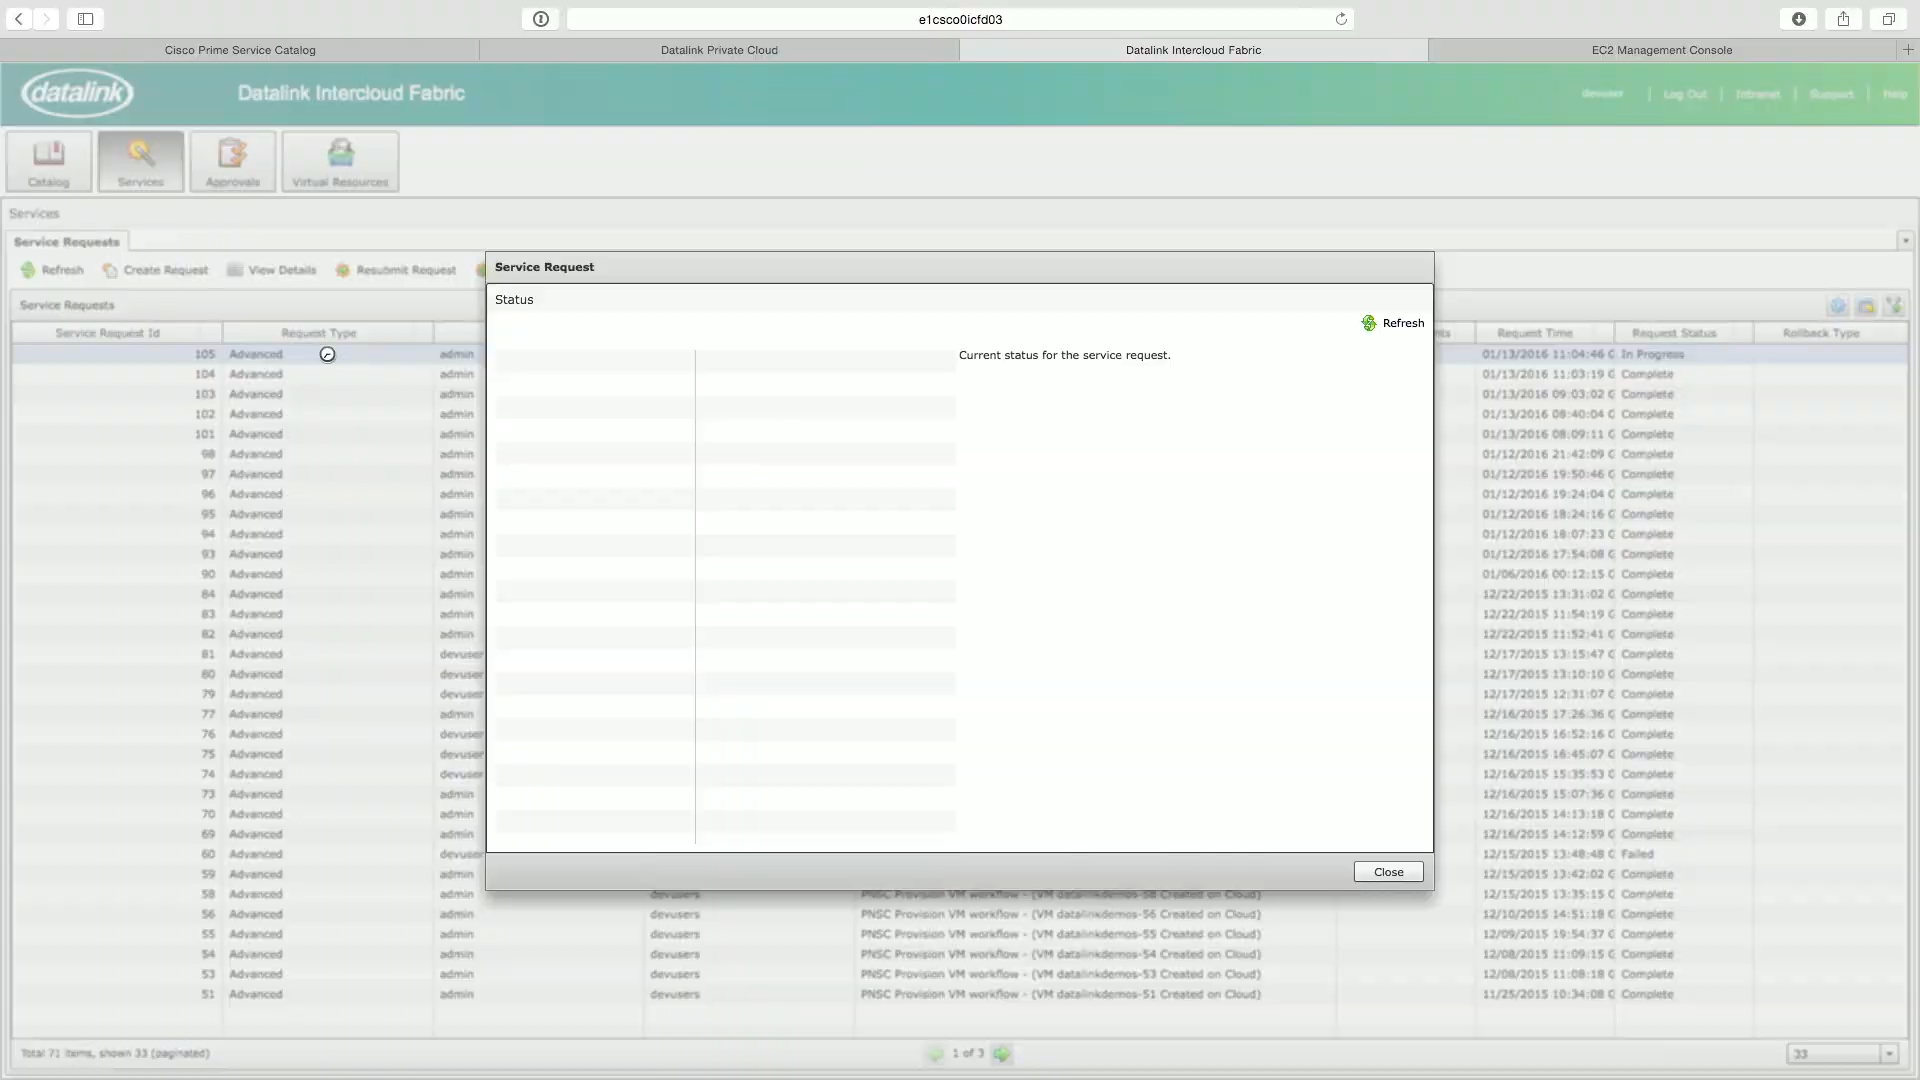 e1csco0icfd03
Cisco Prime Service Catalog Datalink Private Cloud Datalink Intercloud Fabric EC2 Management Console
datalink Datalink Intercloud Fabric devuser Log Out Intranet Support Help
Catalog Services Approvals Virtual Resources
Services
Service Requests
Refresh Create Request View Details Resubmit Request
Service Requests
Service Request Id Request Type Request Time Request Status Rollback Type
105 Advanced admin 01/13/2016 11:04:46 In Progress
104 Advanced admin 01/13/2016 11:03:19 Complete
103 Advanced admin 01/13/2016 09:03:02 Complete
102 Advanced admin 01/13/2016 08:40:04 Complete
101 Advanced admin 01/13/2016 08:09:11 Complete
98 Advanced admin 01/12/2016 21:42:09 Complete
97 Advanced admin 01/12/2016 19:50:46 Complete
96 Advanced admin 01/12/2016 19:24:04 Complete
95 Advanced admin 01/12/2016 18:24:16 Complete
94 Advanced admin 01/12/2016 18:07:23 Complete
93 Advanced admin 01/12/2016 17:54:08 Complete
90 Advanced admin 01/06/2016 00:12:15 Complete
84 Advanced admin 12/22/2015 13:31:02 Complete
83 Advanced admin 12/22/2015 11:54:19 Complete
82 Advanced admin 12/22/2015 11:52:41 Complete
81 Advanced devuser 12/17/2015 13:15:47 Complete
80 Advanced devuser 12/17/2015 13:10:10 Complete
79 Advanced devuser 12/17/2015 12:31:07 Complete
77 Advanced admin 12/16/2015 17:26:36 Complete
76 Advanced devuser 12/16/2015 16:52:16 Complete
75 Advanced devuser 12/16/2015 16:45:07 Complete
74 Advanced devuser 12/16/2015 15:35:53 Complete
73 Advanced admin 12/16/2015 15:07:36 Complete
70 Advanced admin 12/16/2015 14:13:18 Complete
69 Advanced admin 12/16/2015 14:12:59 Complete
60 Advanced devuser 12/15/2015 13:48:48 Failed
59 Advanced admin 12/15/2015 13:42:02 Complete
58 Advanced admin devusers PNSC Provision VM workflow - (VM datalinkdemos-58 Created on Cloud) 12/15/2015 13:35:15 Complete
56 Advanced admin devusers PNSC Provision VM workflow - (VM datalinkdemos-56 Created on Cloud) 12/10/2015 14:51:18 Complete
55 Advanced admin devusers PNSC Provision VM workflow - (VM datalinkdemos-55 Created on Cloud) 12/09/2015 19:54:37 Complete
54 Advanced admin devusers PNSC Provision VM workflow - (VM datalinkdemos-54 Created on Cloud) 12/08/2015 11:09:15 Complete
53 Advanced admin devusers PNSC Provision VM workflow - (VM datalinkdemos-53 Created on Cloud) 12/08/2015 11:08:18 Complete
51 Advanced admin devusers PNSC Provision VM workflow - (VM datalinkdemos-51 Created on Cloud) 11/25/2015 10:34:08 Complete
Total 71 items, shown 33 (paginated) 1 of 3 33
Service Request
Status
Refresh
Current status for the service request.
Close